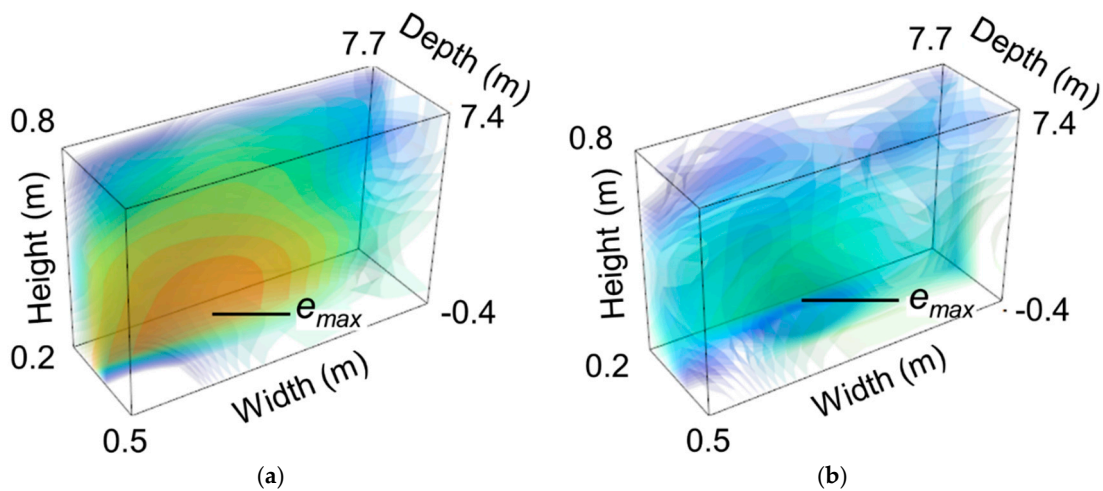 7.7
Depth (m)
0.8
7.4
Height (m)
e_max
-0.4
0.2
Width (m)
0.5
(a)
7.7
Depth (m)
0.8
7.4
Height (m)
e_max
-0.4
0.2
Width (m)
0.5
(b)